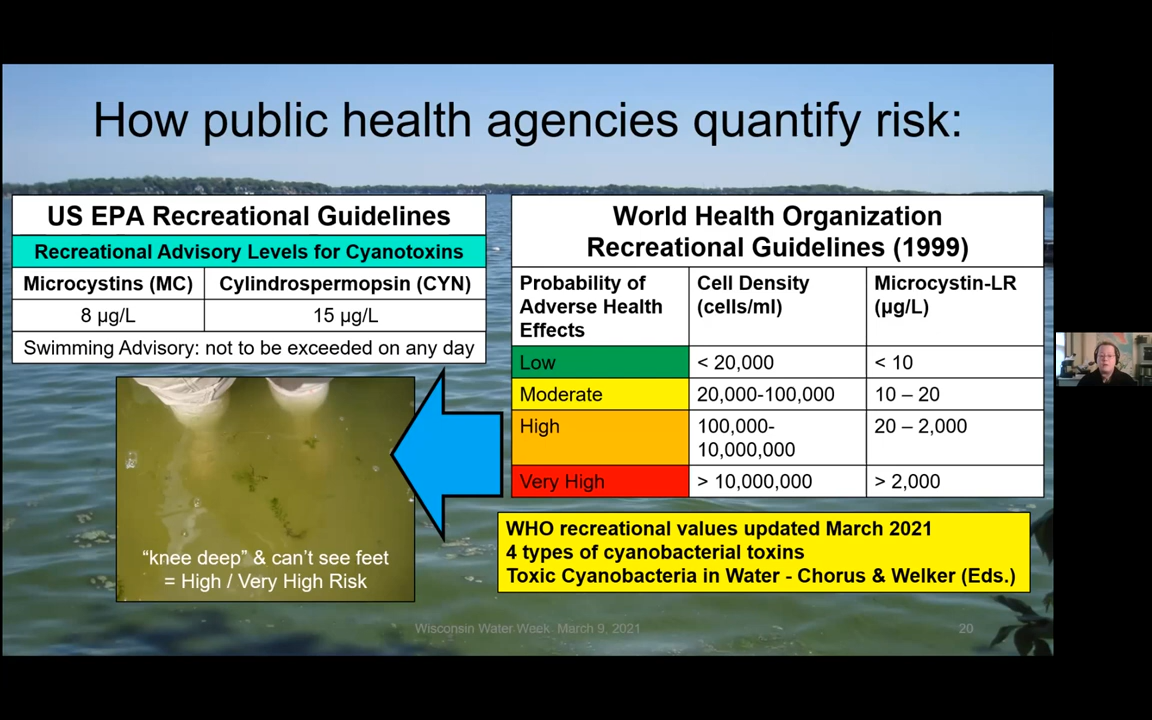 How public health agencies quantify risk:
US EPA Recreational Guidelines
Recreational Advisory Levels for Cyanotoxins
Microcystins (MC) Cylindrospermopsin (CYN)
8 µg/L 15 µg/L
Swimming Advisory: not to be exceeded on any day
"knee deep" & can't see feet
= High / Very High Risk
World Health Organization
Recreational Guidelines (1999)
Probability of Cell Density Microcystin-LR
Adverse Health (cells/ml) (µg/L)
Effects
Low < 20,000 < 10
Moderate 20,000-100,000 10 – 20
High 100,000- 20 – 2,000
10,000,000
Very High > 10,000,000 > 2,000
WHO recreational values updated March 2021
4 types of cyanobacterial toxins
Toxic Cyanobacteria in Water - Chorus & Welker (Eds.)
Wisconsin Water Week March 9, 2021 20